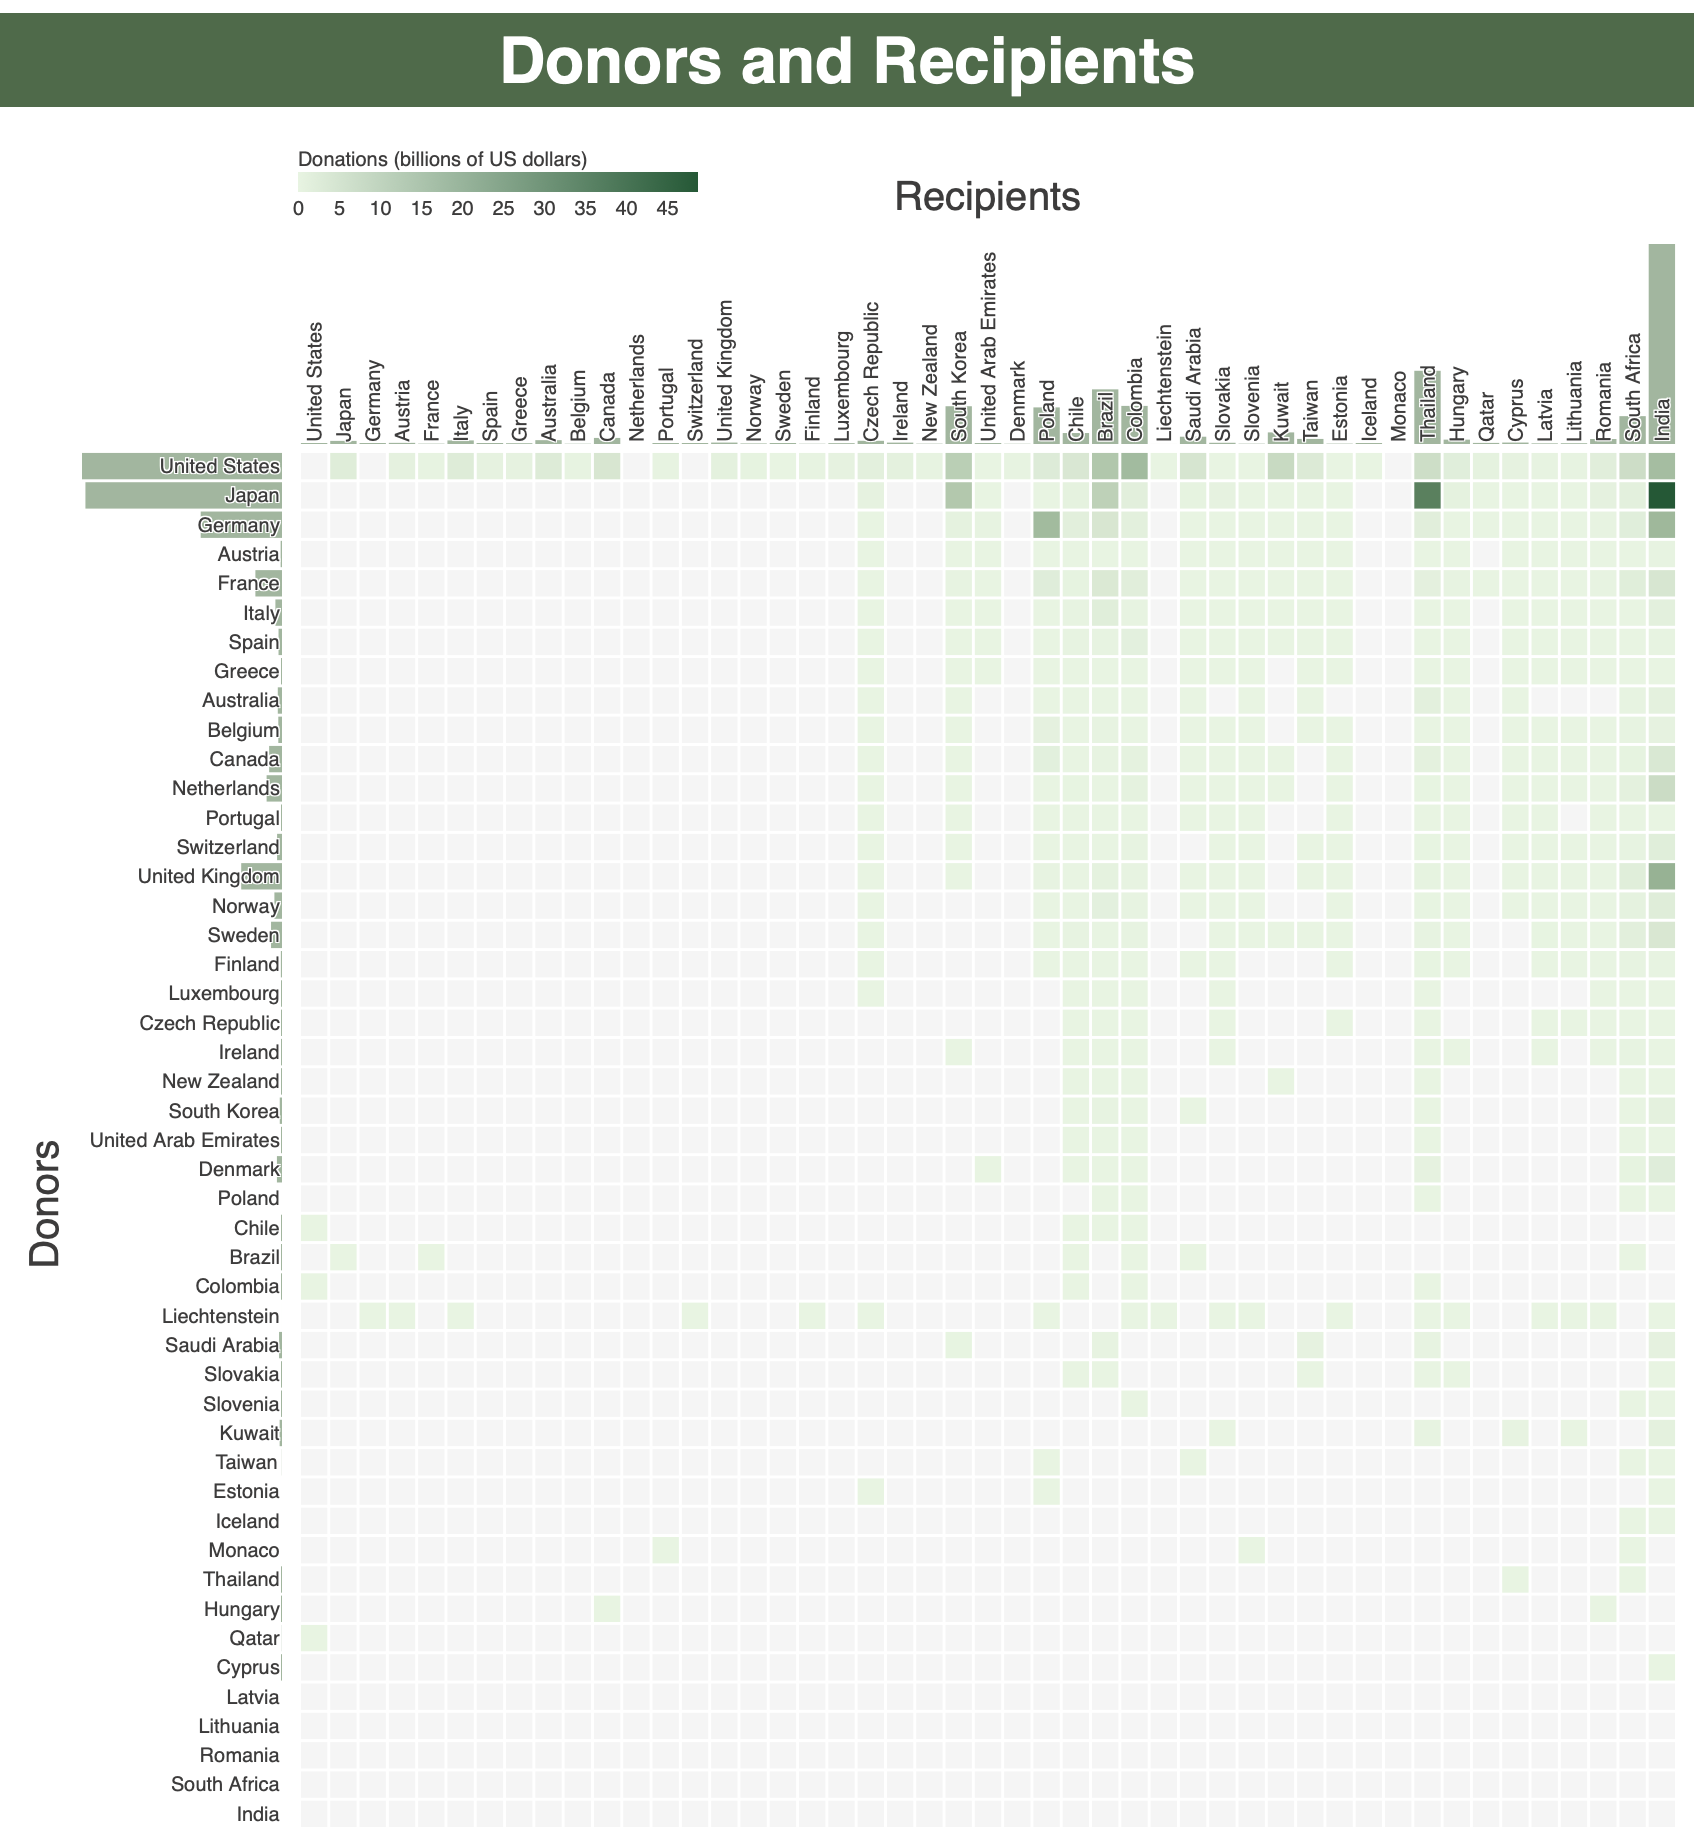 Donors and Recipients
Donations (billions of US dollars)
0 5 10 15 20 25 30 35 40 45
Recipients
United States
Japan
Germany
Austria
France
Italy
Spain
Greece
Australia
Belgium
Canada
Netherlands
Portugal
Switzerland
United Kingdom
Norway
Sweden
Finland
Luxembourg
Czech Republic
Ireland
New Zealand
South Korea
United Arab Emirates
Denmark
Poland
Chile
Brazil
Colombia
Liechtenstein
Saudi Arabia
Slovakia
Slovenia
Kuwait
Taiwan
Estonia
Iceland
Monaco
Thailand
Hungary
Qatar
Cyprus
Latvia
Lithuania
Romania
South Africa
India
Donors
United States
Japan
Germany
Austria
France
Italy
Spain
Greece
Australia
Belgium
Canada
Netherlands
Portugal
Switzerland
United Kingdom
Norway
Sweden
Finland
Luxembourg
Czech Republic
Ireland
New Zealand
South Korea
United Arab Emirates
Denmark
Poland
Chile
Brazil
Colombia
Liechtenstein
Saudi Arabia
Slovakia
Slovenia
Kuwait
Taiwan
Estonia
Iceland
Monaco
Thailand
Hungary
Qatar
Cyprus
Latvia
Lithuania
Romania
South Africa
India